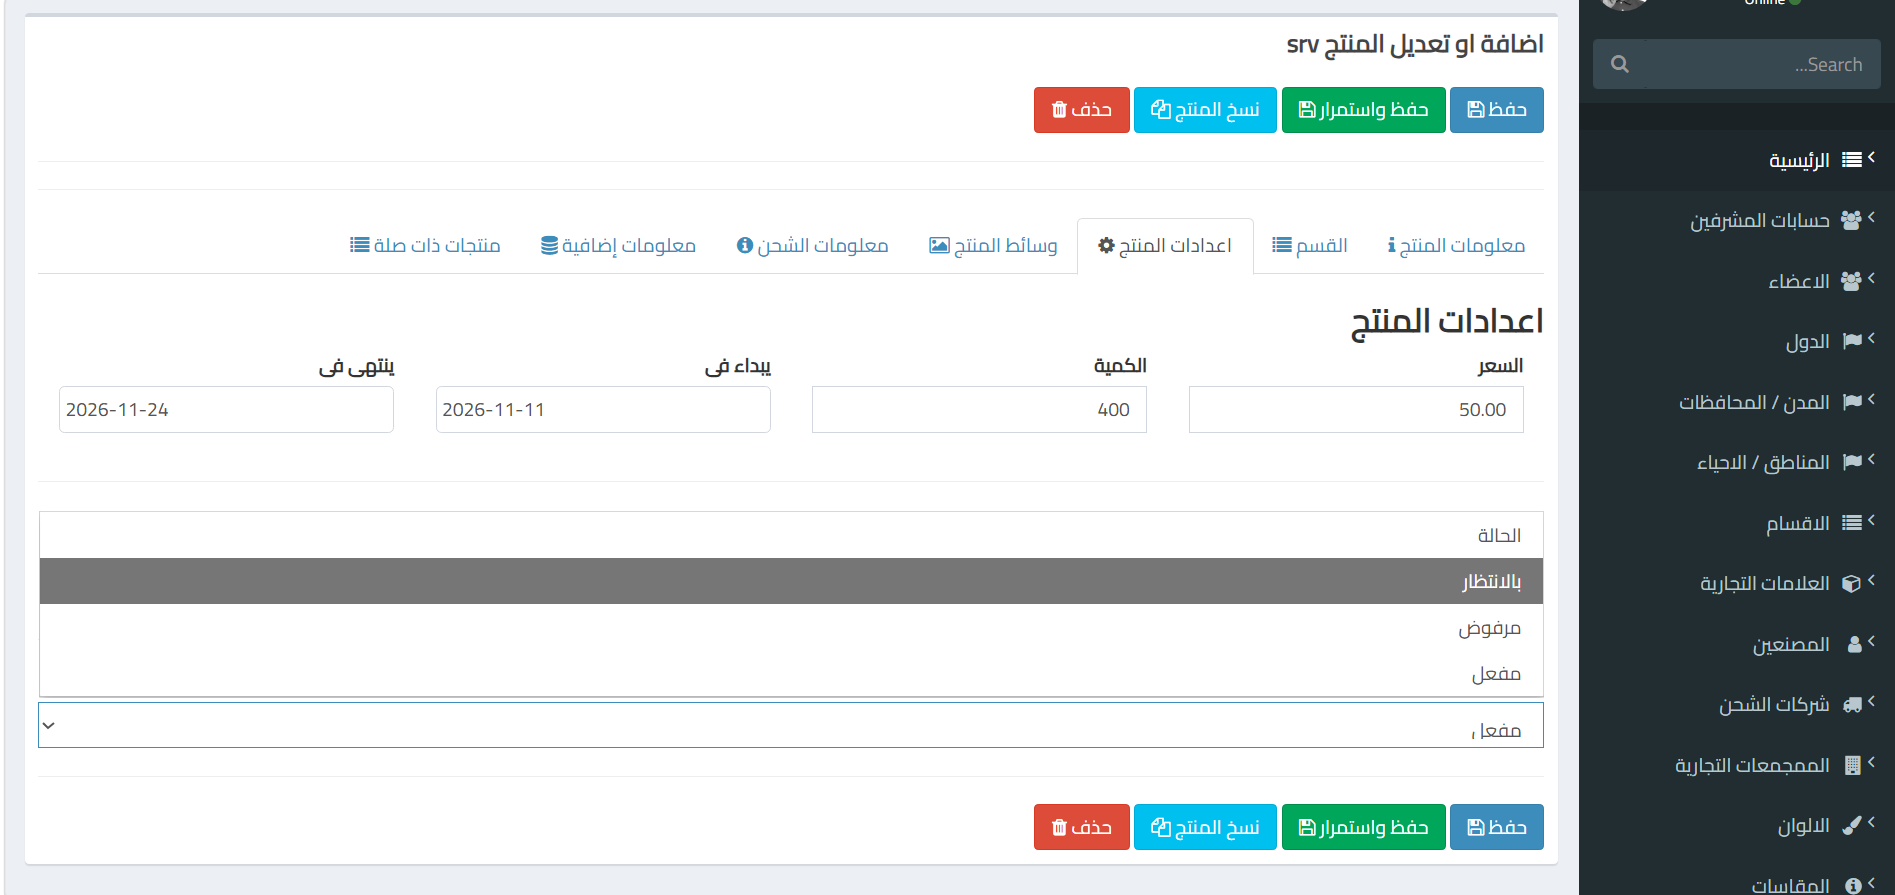 Online
Search...
الرئيسية
حسابات المشرفين
الاعضاء
الدول
المدن / المحافظات
المناطق / الاحياء
الاقسام
العلامات التجارية
المصنعين
شركات الشحن
الممجمعات التجارية
الالوان
المقاسات
اضافة او تعديل المنتج srv
حفظ حفظ واستمرار نسخ المنتج حذف
معلومات المنتج القسم اعدادات المنتج وسائط المنتج معلومات الشحن معلومات إضافية منتجات ذات صلة
اعدادات المنتج
السعر الكمية يبداء فى ينتهى فى
50.00 400 2026-11-11 2026-11-24
الحالة
بالانتظار
مرفوض
مفعل
مفعل
حفظ حفظ واستمرار نسخ المنتج حذف